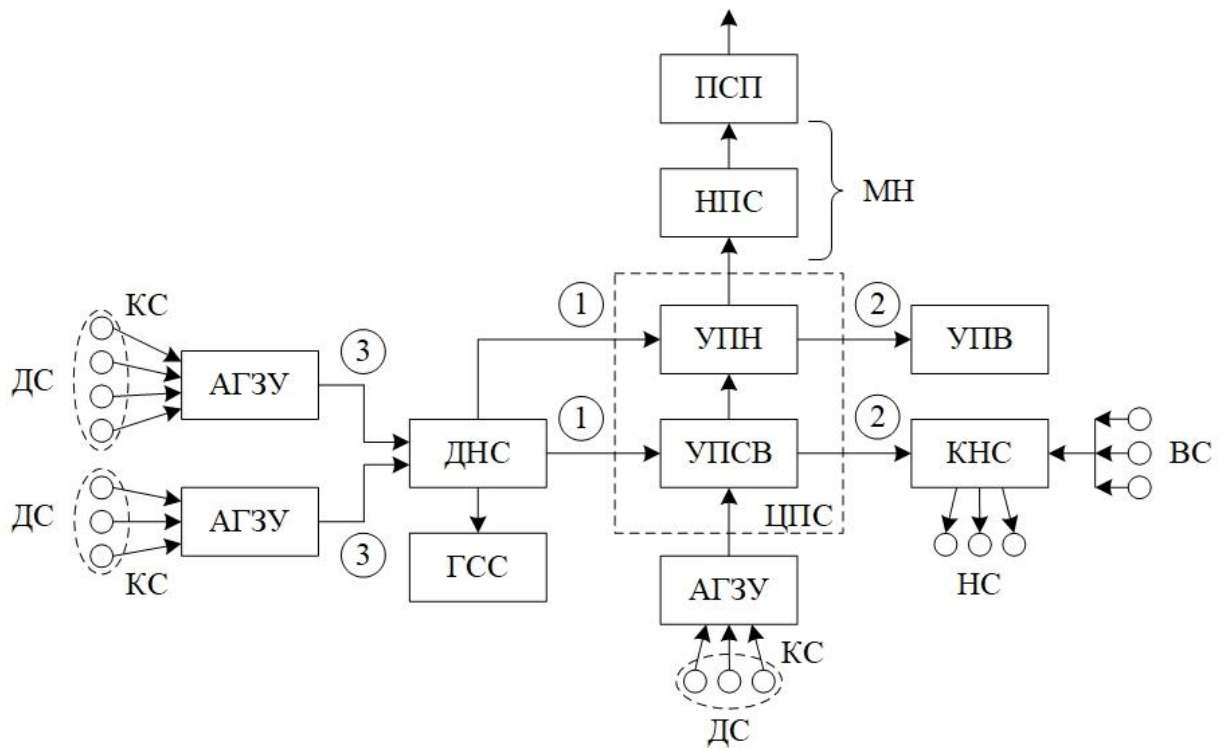 ПСП
НПС
МН
КС
1
2
УПН
УПВ
ДС
АГЗУ
3
1
2
ДНС
УПСВ
КНС
ВС
ДС
АГЗУ
ЦПС
3
КС
ГСС
АГЗУ
НС
КС
ДС